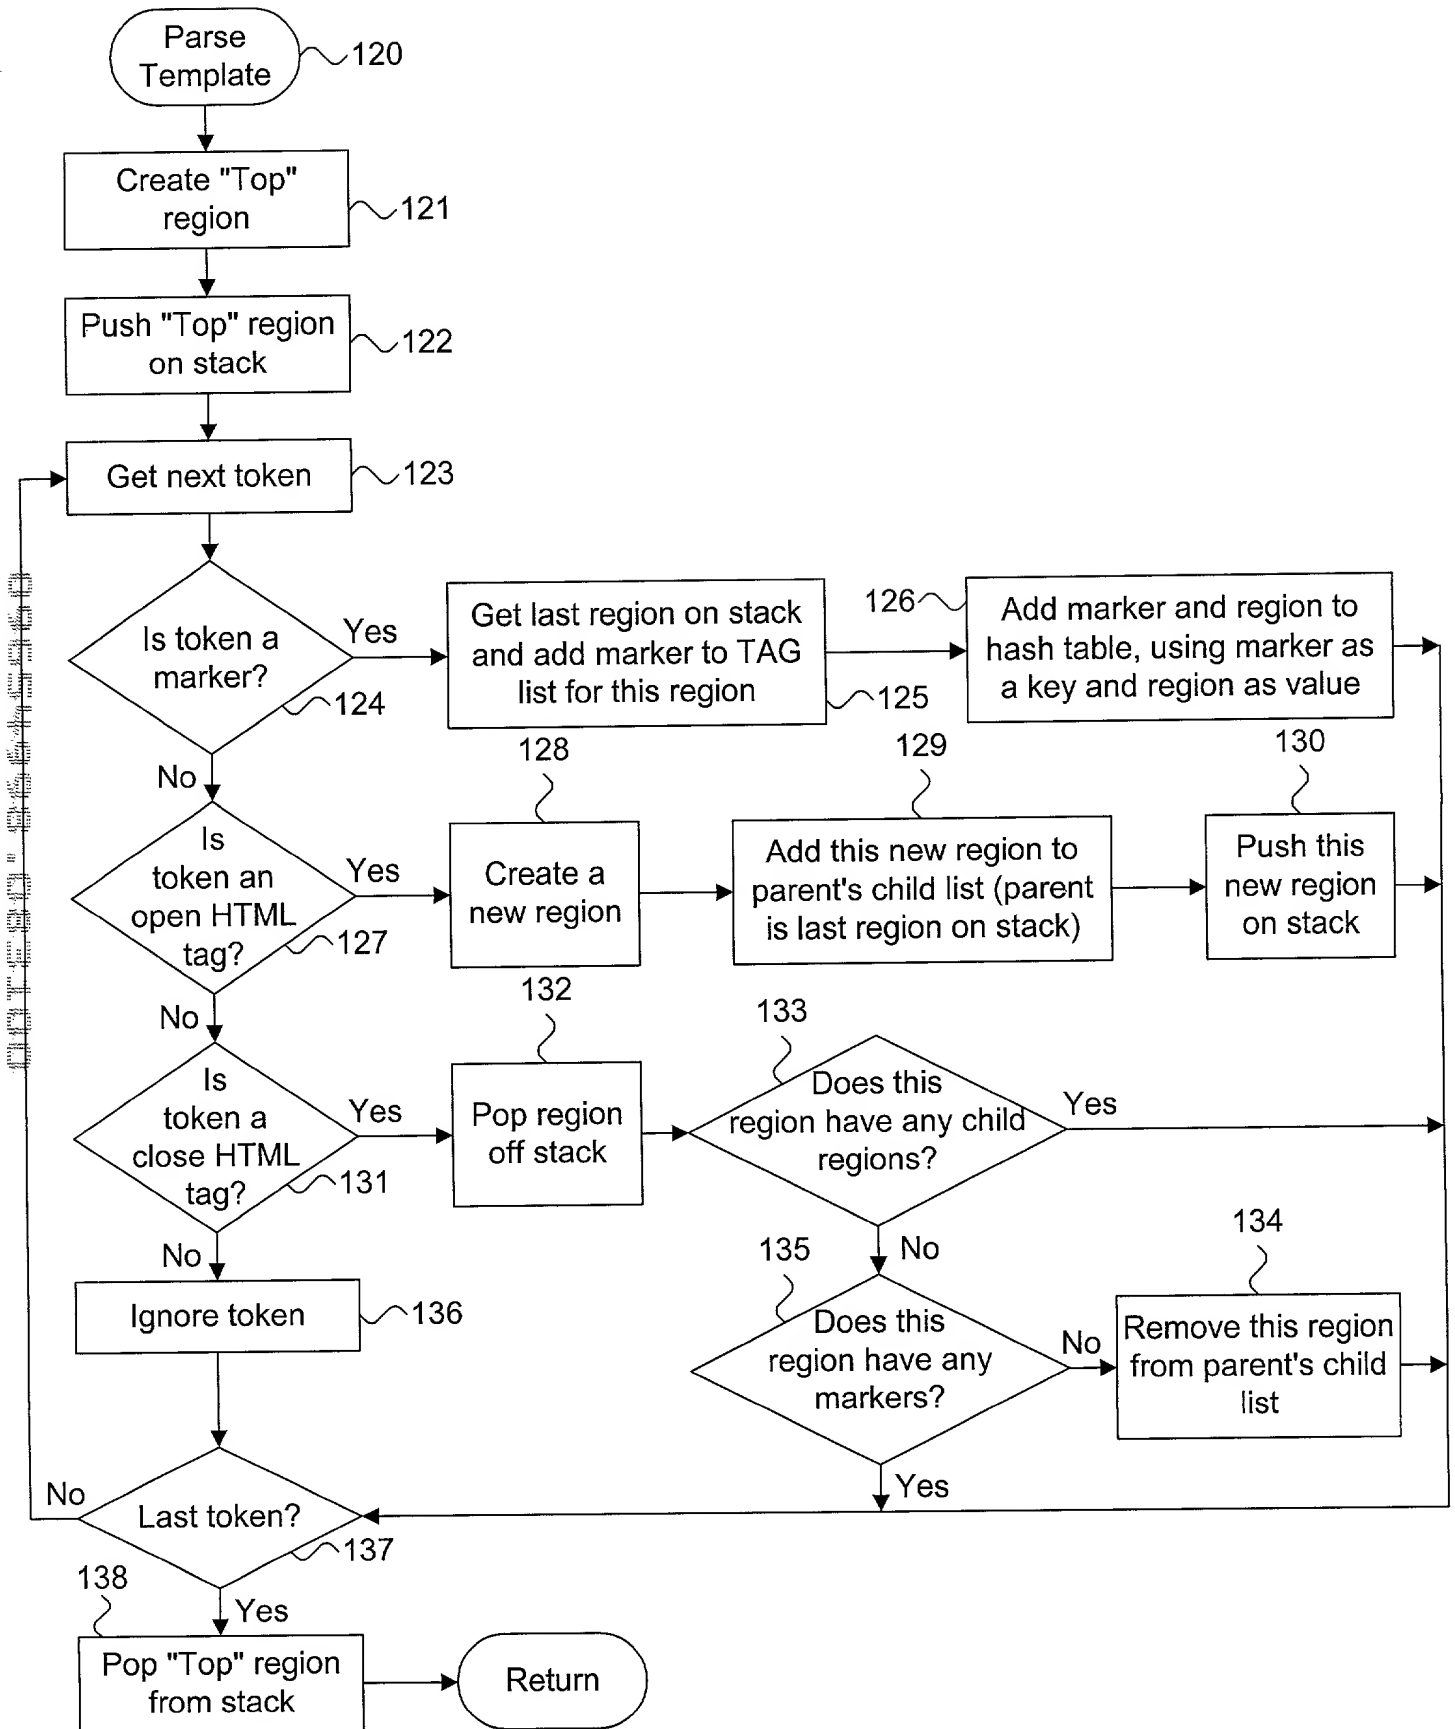 Parse
Template
120
Create "Top"
region
121
Push "Top" region
on stack
122
Get next token
123
Is token a
marker?
124
Yes
Get last region on stack
and add marker to TAG
list for this region
125
126
Add marker and region to
hash table, using marker as
a key and region as value
No
Is
token an
open HTML
tag?
127
Yes
128
Create a
new region
129
Add this new region to
parent's child list (parent
is last region on stack)
130
Push this
new region
on stack
No
Is
token a
close HTML
tag?
131
Yes
132
Pop region
off stack
133
Does this
region have any child
regions?
Yes
No
135
Does this
region have any
markers?
No
134
Remove this region
from parent's child
list
Yes
No
Ignore token
136
Last token?
No
137
Yes
138
Pop "Top" region
from stack
Return